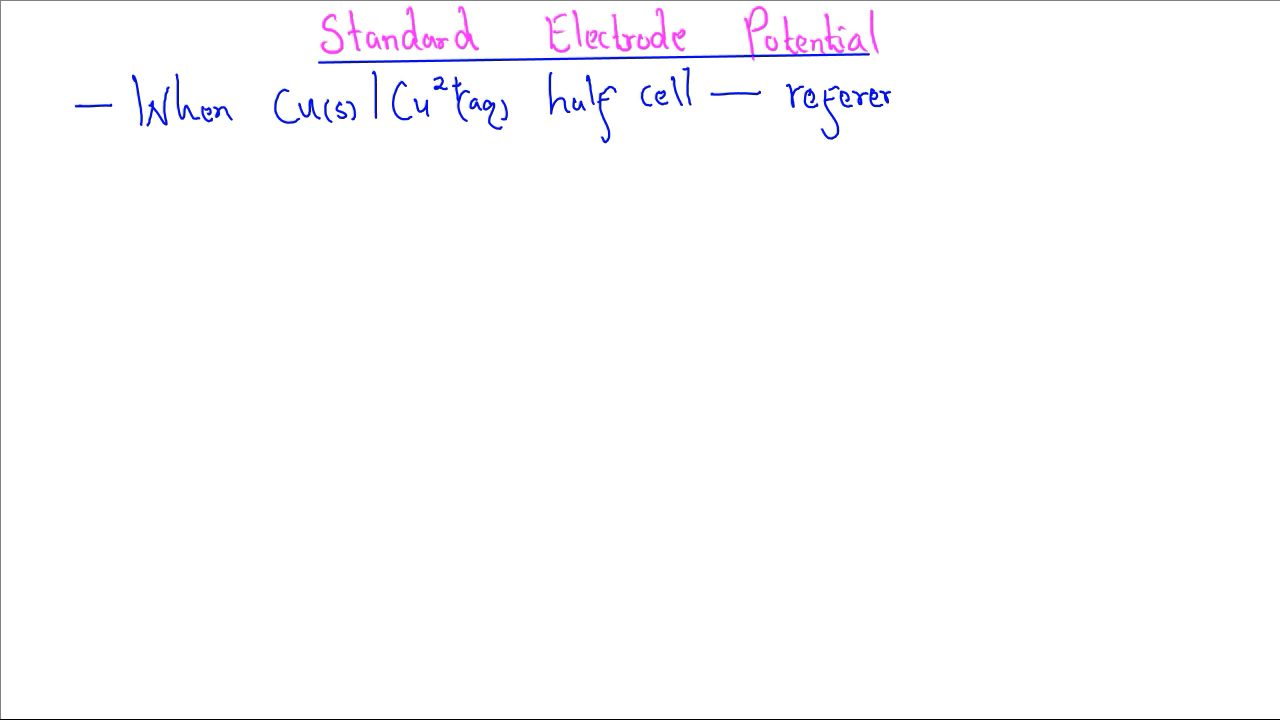 Standard Electrode Potential
— When Cu(s) | Cu²⁺(aq) half cell — referer